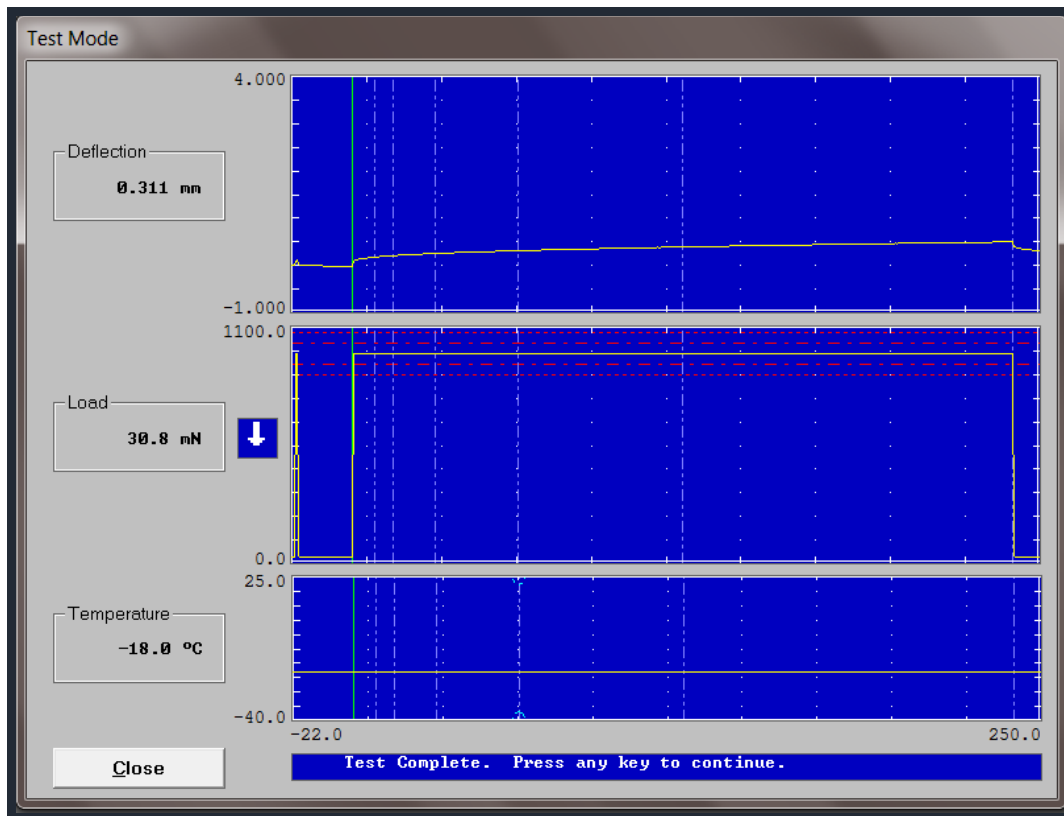 Test Mode
4.000
Deflection
0.311 mm
-1.000
1100.0
Load
30.8 mN
0.0
25.0
Temperature
-18.0 ºC
-40.0
-22.0 250.0
Close
Test Complete. Press any key to continue.